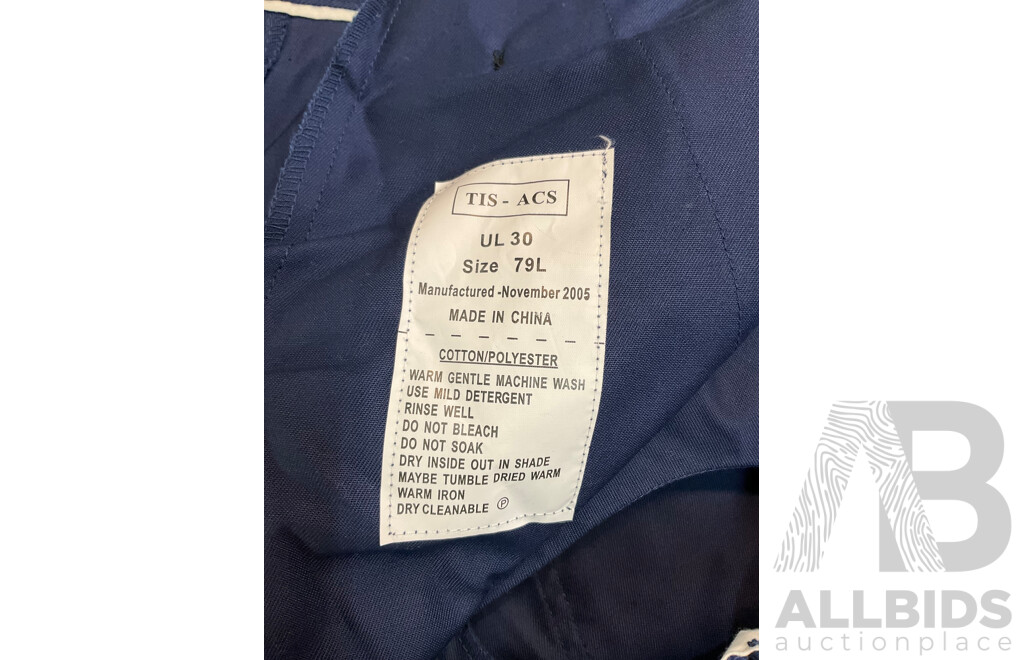 TIS - ACS
UL 30
Size 79L
Manufactured -November 2005
MADE IN CHINA
COTTON/POLYESTER
WARM GENTLE MACHINE WASH
USE MILD DETERGENT
RINSE WELL
DO NOT BLEACH
DO NOT SOAK
DRY INSIDE OUT IN SHADE
MAYBE TUMBLE DRIED WARM
WARM IRON
DRY CLEANABLE Ⓟ
AB
ALLBIDS
auctionplace